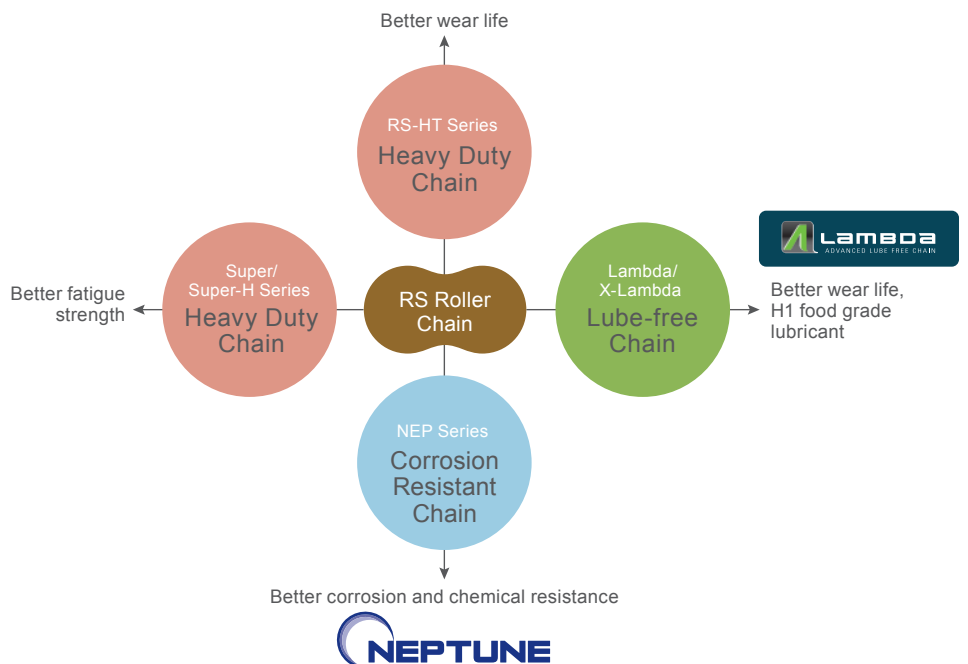 Better wear life
RS-HT Series
Heavy Duty
Chain
Super/
Super-H Series
Heavy Duty
Chain
Better fatigue
strength
RS Roller
Chain
Lambda/
X-Lambda
Lube-free
Chain
LAMBDA
ADVANCED LUBE FREE CHAIN
Better wear life,
H1 food grade
lubricant
NEP Series
Corrosion
Resistant
Chain
Better corrosion and chemical resistance
NEPTUNE